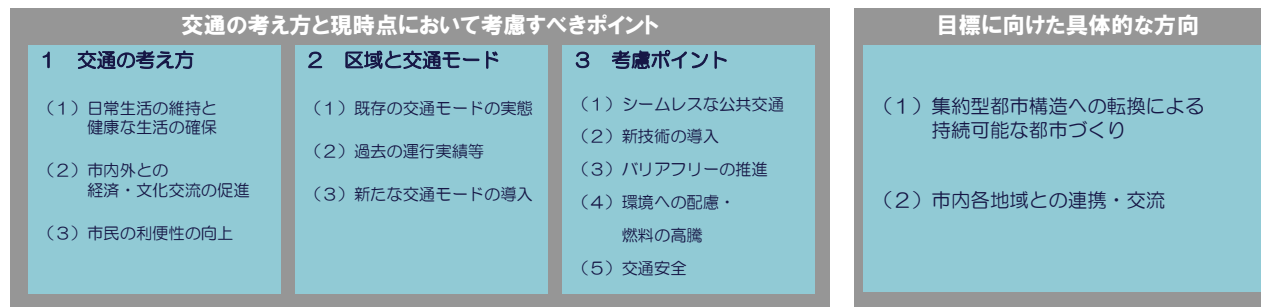 交通の考え方と現時点において考慮すべきポイント
1 交通の考え方
（1）日常生活の維持と
健康な生活の確保
（2）市内外との
経済・文化交流の促進
（3）市民の利便性の向上
2 区域と交通モード
（1）既存の交通モードの実態
（2）過去の運行実績等
（3）新たな交通モードの導入
3 考慮ポイント
（1）シームレスな公共交通
（2）新技術の導入
（3）バリアフリーの推進
（4）環境への配慮・
燃料の高騰
（5）交通安全
目標に向けた具体的な方向
（1）集約型都市構造への転換による
持続可能な都市づくり
（2）市内各地域との連携・交流